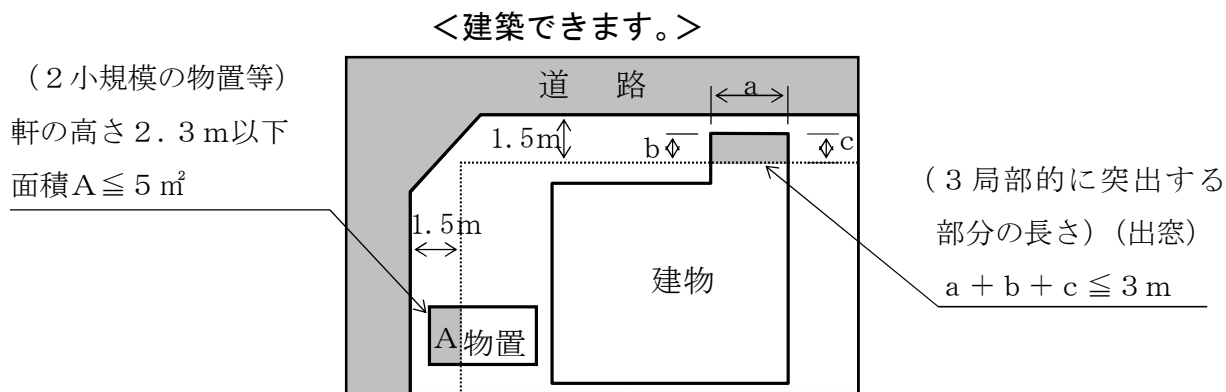 ＜建築できます。＞
（２小規模の物置等）
軒の高さ２.３ｍ以下
面積Ａ≦５㎡
道　路
a
1.5m
b
c
1.5m
建物
A 物置
（３局部的に突出する
部分の長さ）（出窓）
ａ＋ｂ＋ｃ≦３ｍ